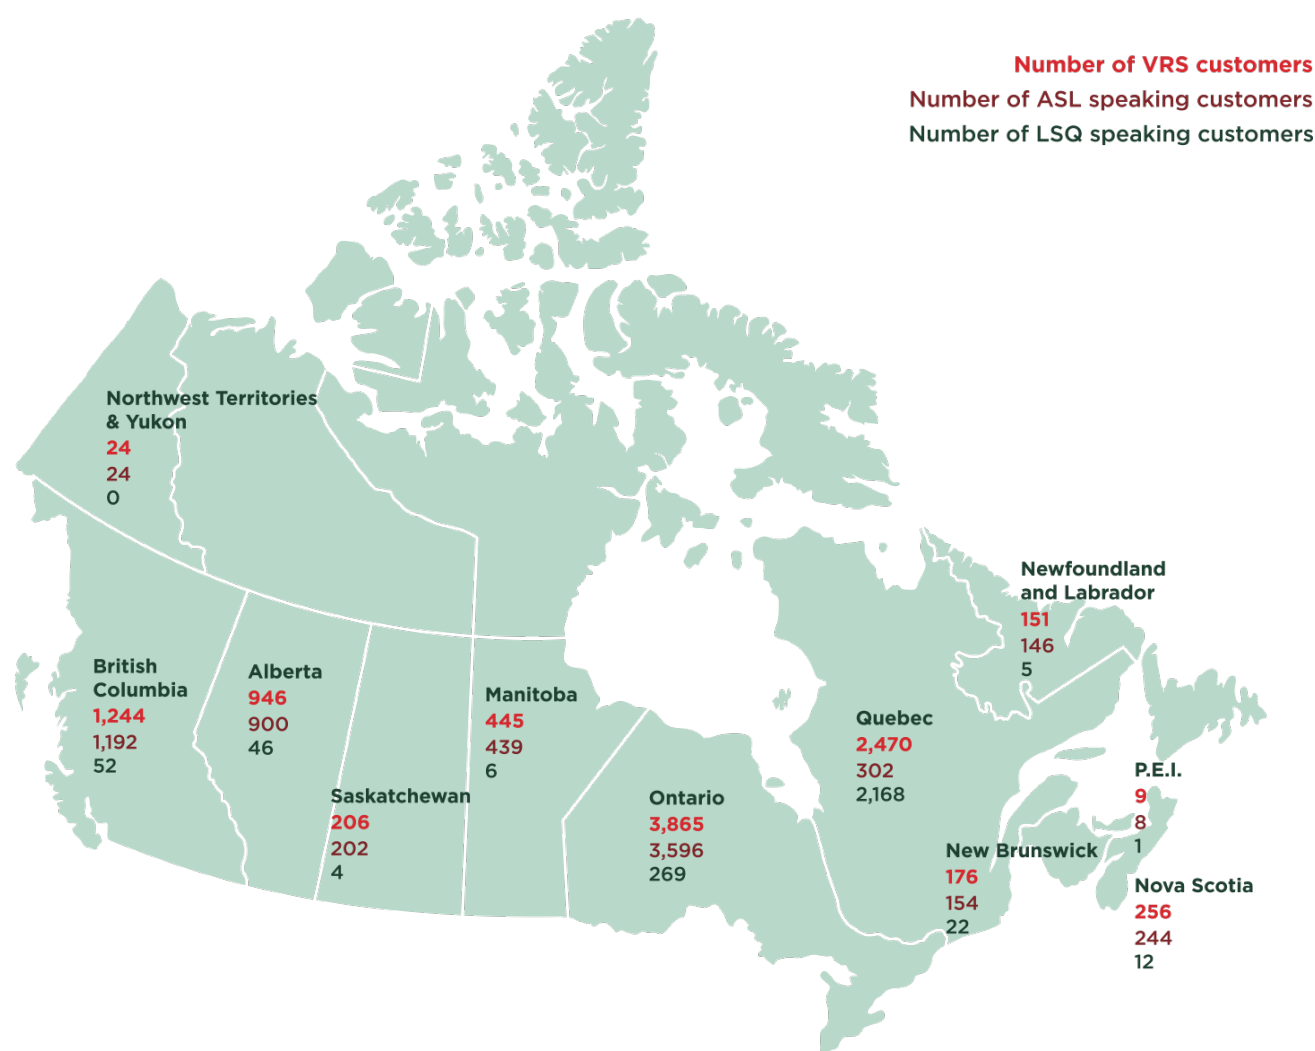 Number of VRS customers
Number of ASL speaking customers
Number of LSQ speaking customers
Northwest Territories
& Yukon
24
24
0
British
Columbia
1,244
1,192
52
Alberta
946
900
46
Saskatchewan
206
202
4
Manitoba
445
439
6
Ontario
3,865
3,596
269
Quebec
2,470
302
2,168
Newfoundland
and Labrador
151
146
5
New Brunswick
176
154
22
P.E.I.
9
8
1
Nova Scotia
256
244
12